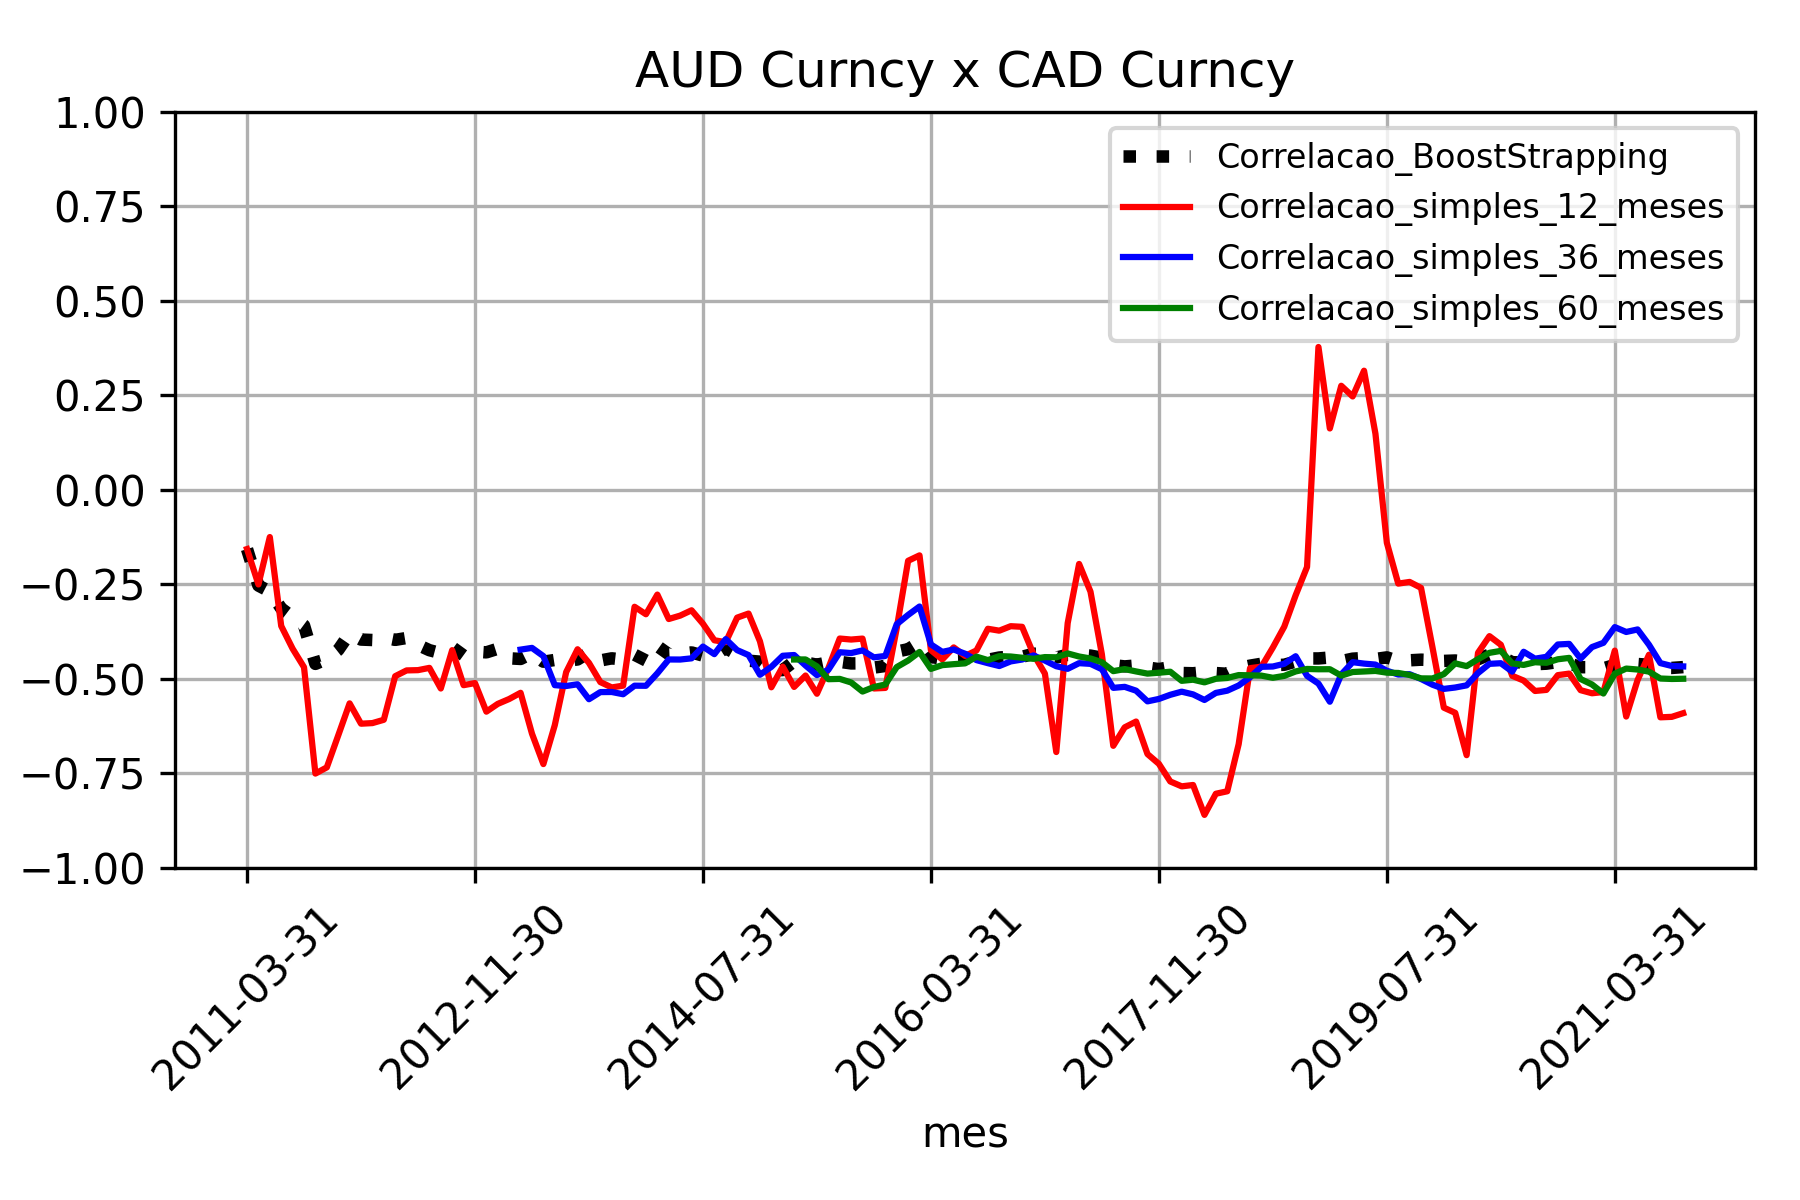 AUD Curncy x CAD Curncy
Correlacao_BoostStrapping
Correlacao_simples_12_meses
Correlacao_simples_36_meses
Correlacao_simples_60_meses
1.00
0.75
0.50
0.25
0.00
−0.25
−0.50
−0.75
−1.00
2011-03-31
2012-11-30
2014-07-31
2016-03-31
2017-11-30
2019-07-31
2021-03-31
mes